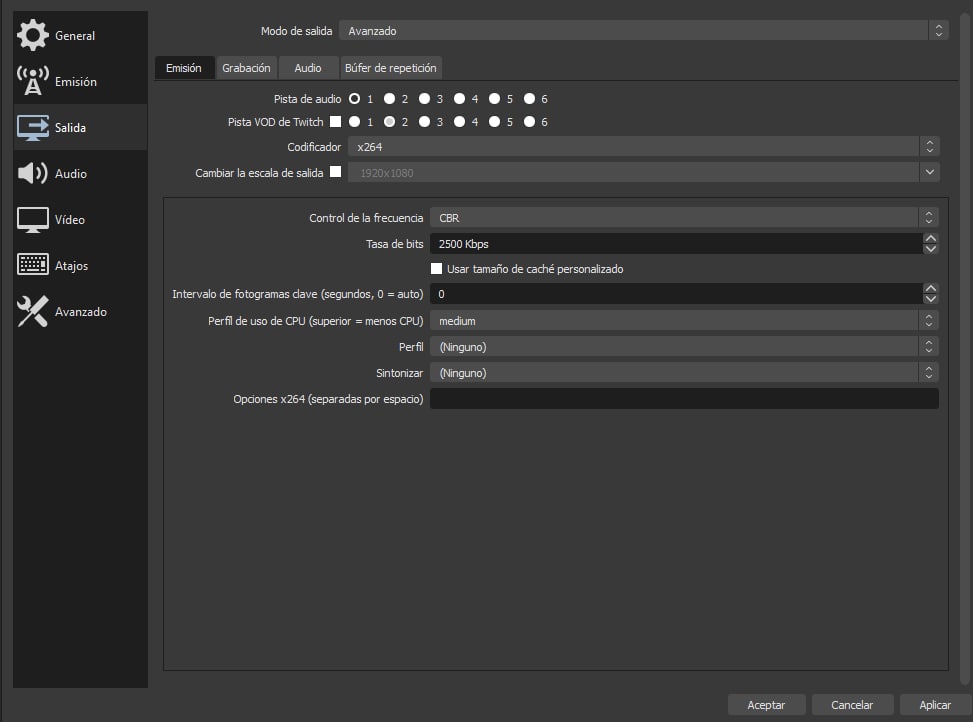 General
Emisión
Salida
Audio
Vídeo
Atajos
Avanzado
Modo de salida Avanzado
Emisión Grabación Audio Búfer de repetición
Pista de audio 1 2 3 4 5 6
Pista VOD de Twitch 1 2 3 4 5 6
Codificador x264
Cambiar la escala de salida 1920x1080
Control de la frecuencia CBR
Tasa de bits 2500 Kbps
Usar tamaño de caché personalizado
Intervalo de fotogramas clave (segundos, 0 = auto) 0
Perfil de uso de CPU (superior = menos CPU) medium
Perfil (Ninguno)
Sintonizar (Ninguno)
Opciones x264 (separadas por espacio)
Aceptar Cancelar Aplicar